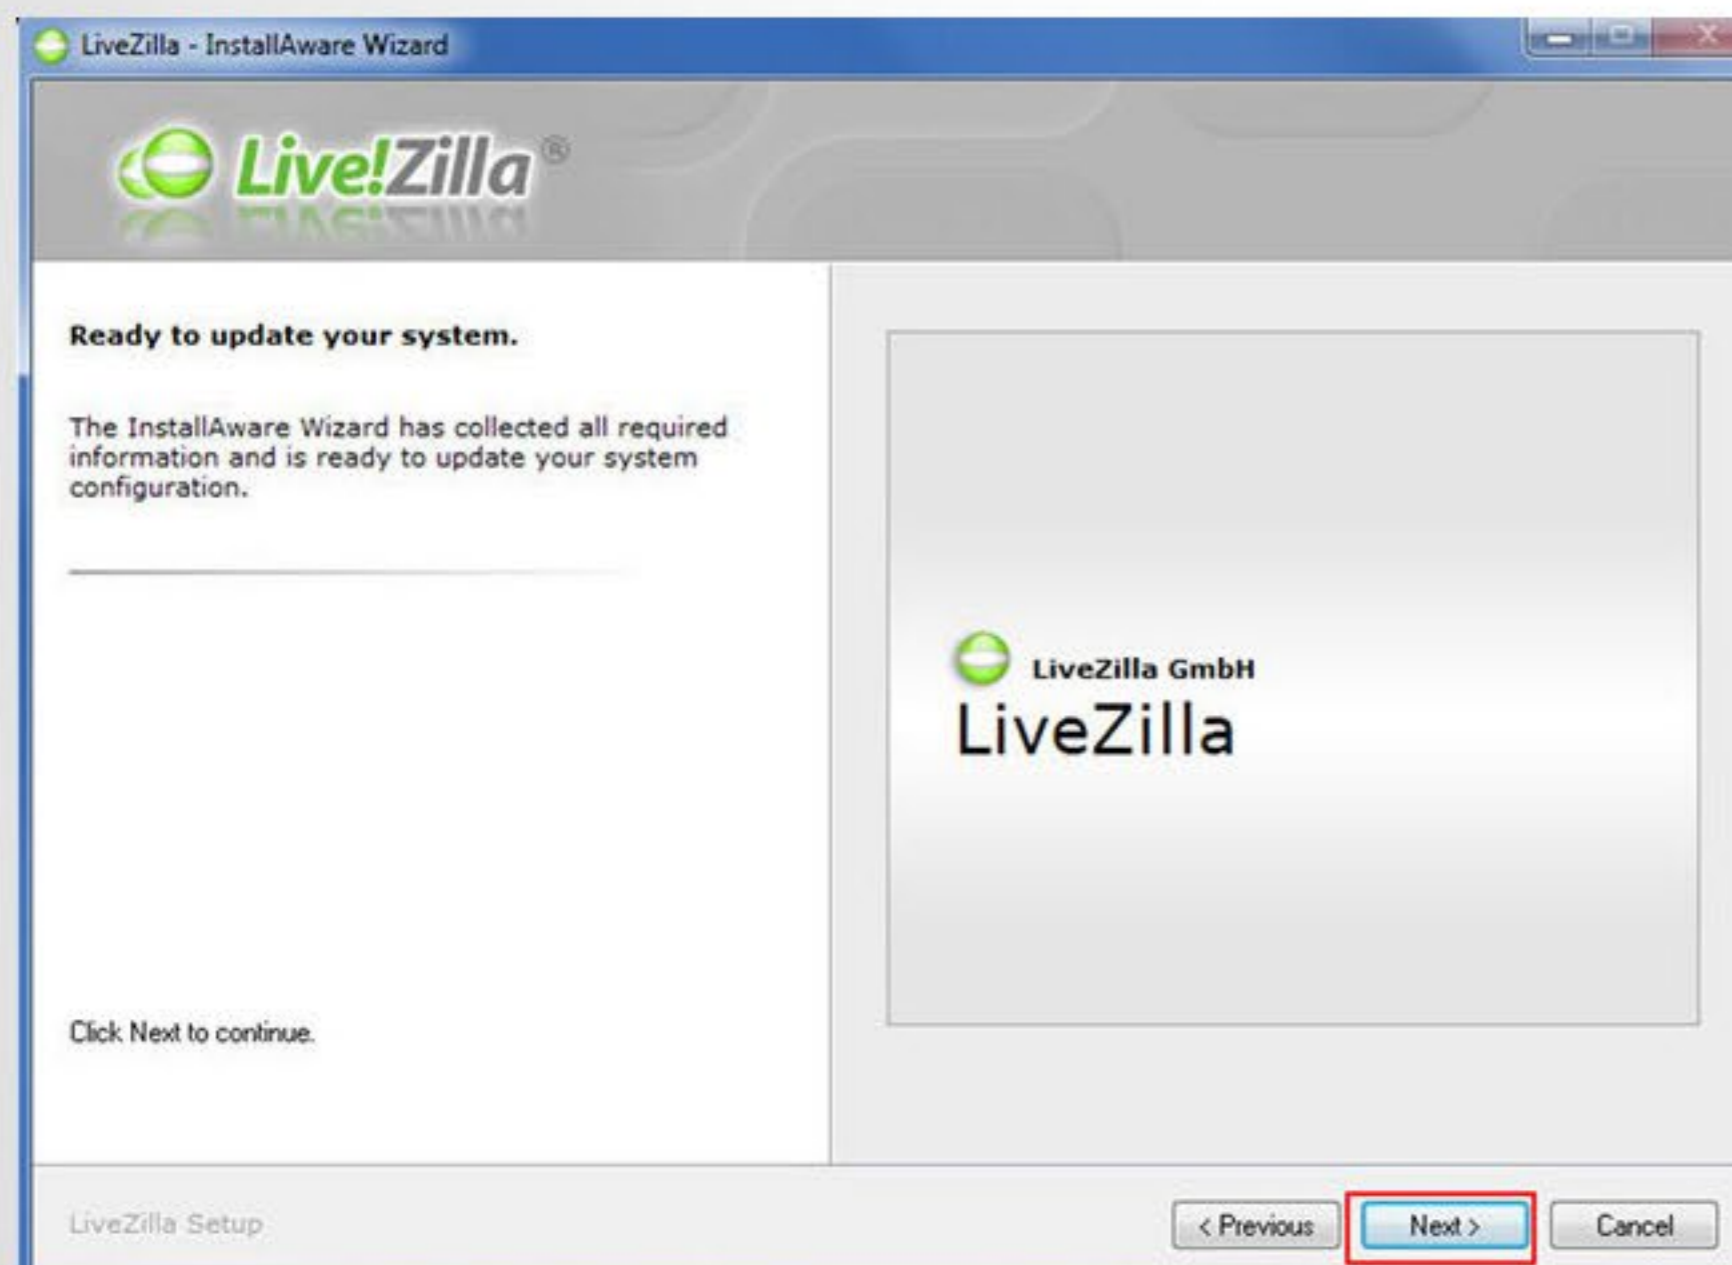 LiveZilla - InstallAware Wizard
Live!Zilla®
Ready to update your system.
The InstallAware Wizard has collected all required
information and is ready to update your system
configuration.
LiveZilla GmbH
LiveZilla
Click Next to continue.
LiveZilla Setup
< Previous Next > Cancel